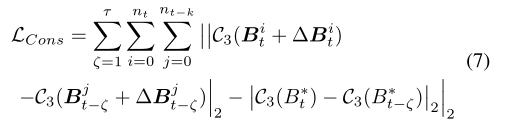 $\mathcal{L}_{Cons} = \sum_{\zeta=1}^{\tau} \sum_{i=0}^{n_t} \sum_{j=0}^{n_{t-k}} \big| \big| \mathcal{C}_3(\boldsymbol{B}_t^i + \Delta \boldsymbol{B}_t^i)$ (7)
$- \mathcal{C}_3(\boldsymbol{B}_{t-\zeta}^j + \Delta \boldsymbol{B}_{t-\zeta}^j) \big|_2 - \big| \mathcal{C}_3(B_t^*) - \mathcal{C}_3(B_{t-\zeta}^*) \big|_2 \big|_2$